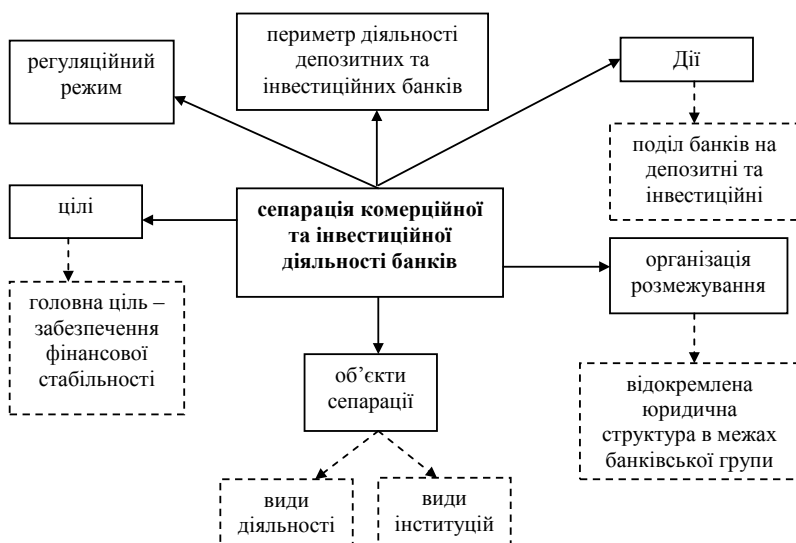 регуляційний
режим
периметр діяльності
депозитних та
інвестиційних банків
Дії
поділ банків на
депозитні та
інвестиційні
цілі
сепарація комерційної
та інвестиційної
діяльності банків
організація
розмежування
головна ціль –
забезпечення
фінансової
стабільності
об’єкти
сепарації
відокремлена
юридична
структура в межах
банківської групи
види
діяльності
види
інституцій